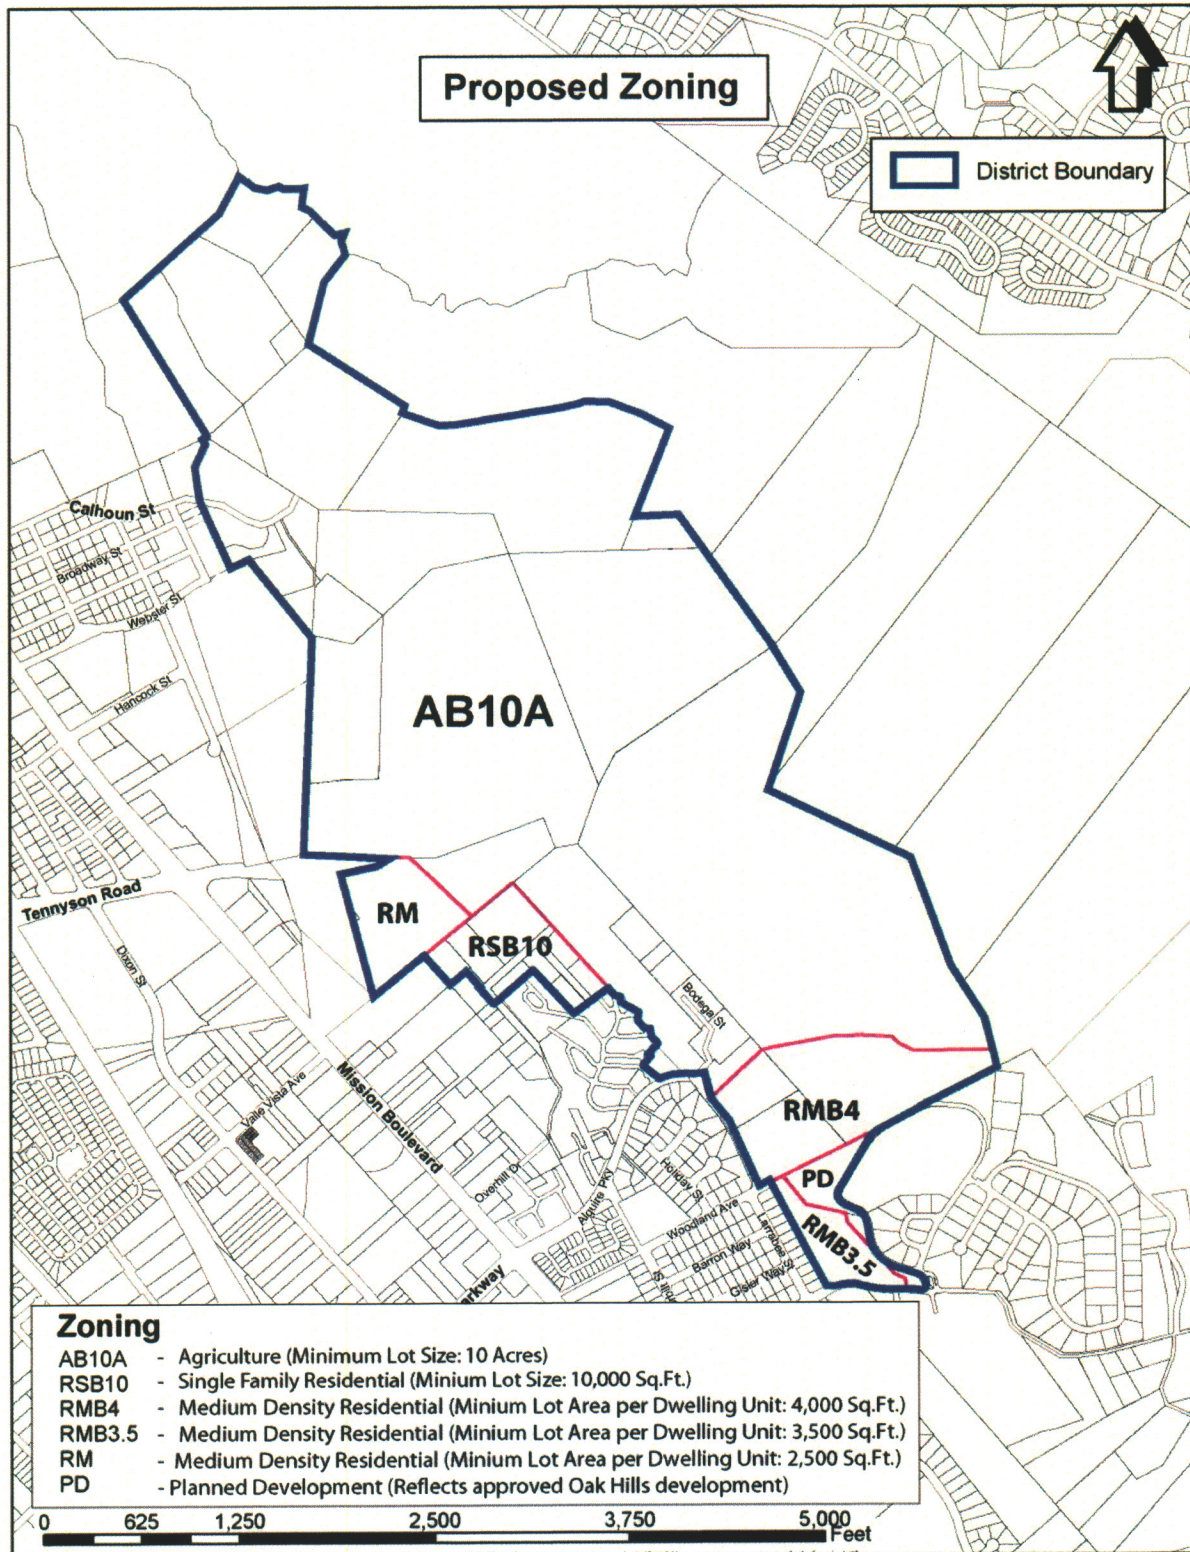 Proposed Zoning
District Boundary
Calhoun St
Broadway St
Webster St
Hancock St
AB10A
Tennyson Road
RM
RSB10
Dixon St
Bodega St
Mission Boulevard
Valle Vista Ave
RMB4
PD
Overhill Dr
Alquire Pky
Holiday St
Woodland Ave
Larrabee S
RMB3.5
Barron Way
Gisler Way
arkway
Zoning
AB10A - Agriculture (Minimum Lot Size: 10 Acres)
RSB10 - Single Family Residential (Minium Lot Size: 10,000 Sq.Ft.)
RMB4 - Medium Density Residential (Minium Lot Area per Dwelling Unit: 4,000 Sq.Ft.)
RMB3.5 - Medium Density Residential (Minium Lot Area per Dwelling Unit: 3,500 Sq.Ft.)
RM - Medium Density Residential (Minium Lot Area per Dwelling Unit: 2,500 Sq.Ft.)
PD - Planned Development (Reflects approved Oak Hills development)
0 625 1,250 2,500 3,750 5,000
Feet